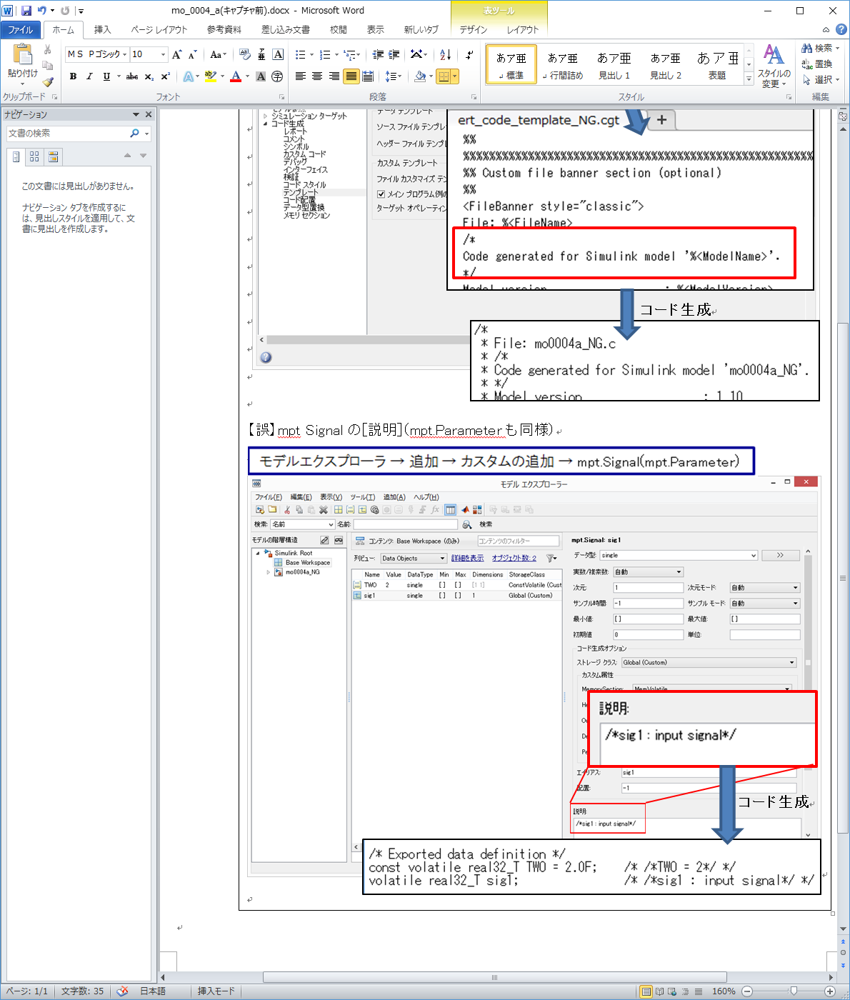 mo_0004_a(キャプチャ前).docx - Microsoft Word
表ツール
ファイル ホーム 挿入 ページ レイアウト 参考資料 差し込み文書 校閲 表示 新しいタブ デザイン レイアウト
貼り付け
ＭＳ Ｐゴシック 10
あア亜 あア亜 あア亜 あア亜 あア亜
標準 行間詰め 見出し 1 見出し 2 表題
スタイルの
変更
検索
置換
選択
クリップボード フォント 段落 スタイル 編集
ナビゲーション
文書の検索
この文書には見出しがありません。
ナビゲーション タブを作成するに
は、見出しスタイルを適用して、文
書に見出しを作成します。
シミュレーション ターゲット
コード生成
レポート
コメント
シンボル
カスタム コード
デバッグ
インターフェイス
検証
コード スタイル
テンプレート
コード配置
データ型置換
メモリ セクション
データ テンプレート
ソース ファイル テンプレ
ヘッダー ファイル テンプレ
カスタム テンプレート
ファイル カスタマイズ テン
メイン プログラム例の
ターゲット オペレーティン
ert_code_template_NG.cgt
%%
%%%%%%%%%%%%%%%%%%%%%%%%%%%%%%%%%%%%%%%%%%%%%%%%%%%%%%
%% Custom file banner section (optional)
%%
<FileBanner style="classic">
File: %<FileName>
/*
Code generated for Simulink model '%<ModelName>'.
*/
Model version : %<ModelVersion>
コード生成
/*
* File: mo0004a_NG.c
* /*
* Code generated for Simulink model 'mo0004a_NG'.
* */
* Model version : 1.10
【誤】mpt Signal の[説明](mpt.Parameter も同様)
モデルエクスプローラ → 追加 → カスタムの追加 → mpt.Signal(mpt.Parameter)
モデル エクスプローラー
ファイル(F) 編集(E) 表示(V) ツール(T) 追加(A) ヘルプ(H)
検索: 名前 名前: 検索
モデルの階層構造
Simulink Root
Base Workspace
mo0004a_NG
コンテンツ: Base Workspace (のみ) コンテンツのフィルター
列ビュー: Data Objects 詳細を表示 オブジェクト数: 2
Name Value DataType Min Max Dimensions StorageClass
TWO 2 single [ ] [ ] [1 1] ConstVolatile (Cust
sig1 single [ ] [ ] 1 Global (Custom)
mpt.Signal: sig1
データ型: single >>
実数/複素数: 自動
次元: 1 次元モード: 自動
サンプル時間: -1 サンプル モード: 自動
最小値: [ ] 最大値: [ ]
初期値 0 単位:
コード生成オプション
ストレージ クラス: Global (Custom)
カスタム属性
MemorySection: MemVolatile
He
Ow
De
Pe
説明:
/*sig1 : input signal*/
エイリアス: sig1
配置: -1
コード生成
説明:
/*sig1 : input signal*/
/* Exported data definition */
const volatile real32_T TWO = 2.0F; /* /*TWO = 2*/ */
volatile real32_T sig1; /* /*sig1 : input signal*/ */
ページ: 1/1 文字数: 35 日本語 挿入モード 160%